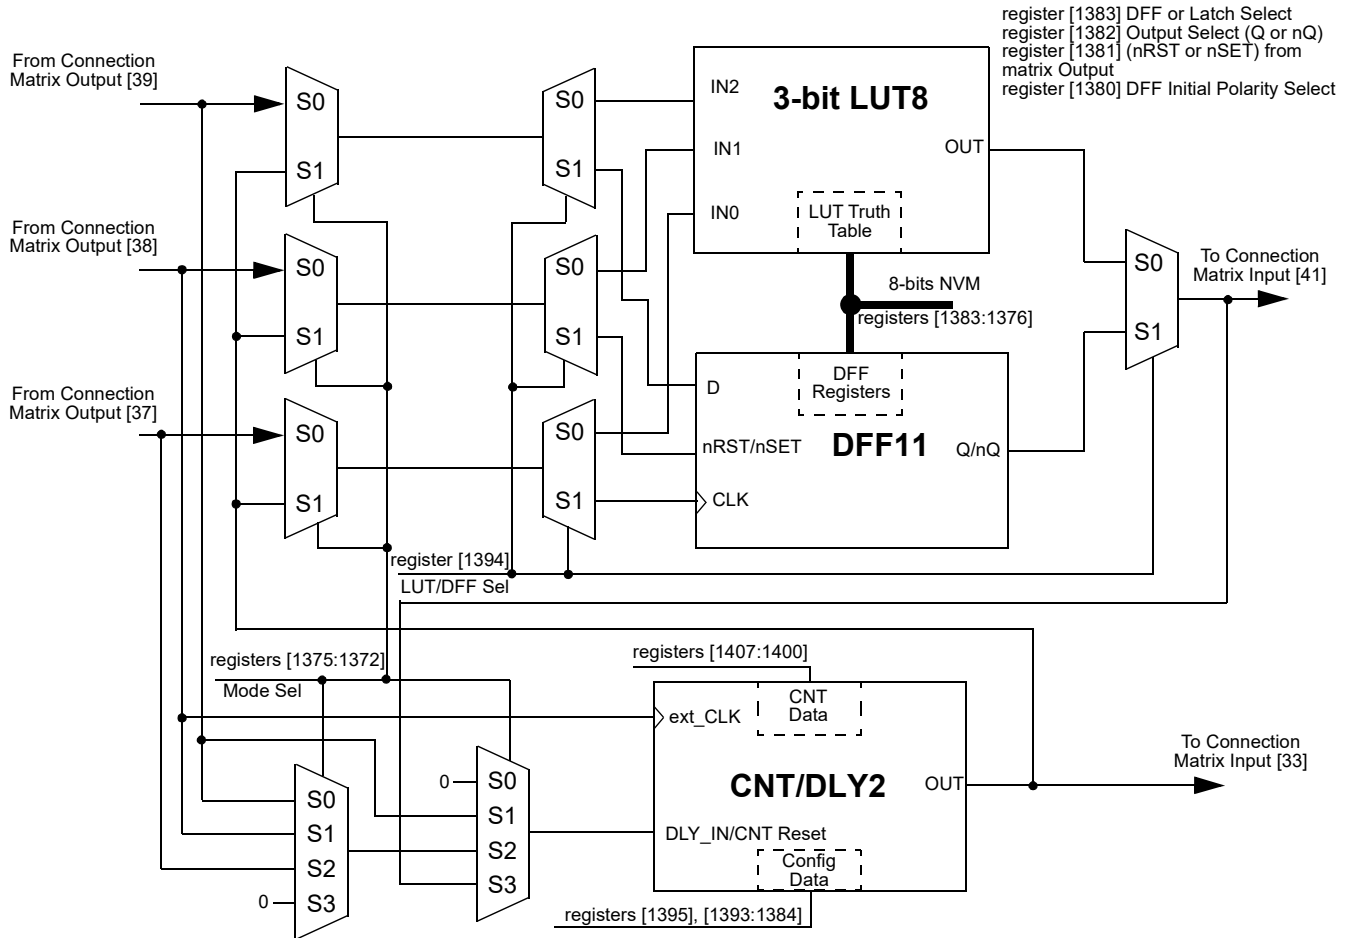 register [1383] DFF or Latch Select
register [1382] Output Select (Q or nQ)
register [1381] (nRST or nSET) from
matrix Output
register [1380] DFF Initial Polarity Select
From Connection
Matrix Output [39]
S0
S1
S0
S1
IN2
3-bit LUT8
IN1
OUT
IN0
LUT Truth
Table
From Connection
Matrix Output [38]
S0
S1
S0
S1
8-bits NVM
registers [1383:1376]
S0
S1
To Connection
Matrix Input [41]
From Connection
Matrix Output [37]
S0
S1
S0
S1
DFF
Registers
D
nRST/nSET
DFF11
Q/nQ
CLK
register [1394]
LUT/DFF Sel
registers [1375:1372]
Mode Sel
registers [1407:1400]
CNT
Data
ext_CLK
CNT/DLY2
OUT
To Connection
Matrix Input [33]
DLY_IN/CNT Reset
Config
Data
0
S0
S1
S2
S3
S0
S1
S2
0
S3
registers [1395], [1393:1384]